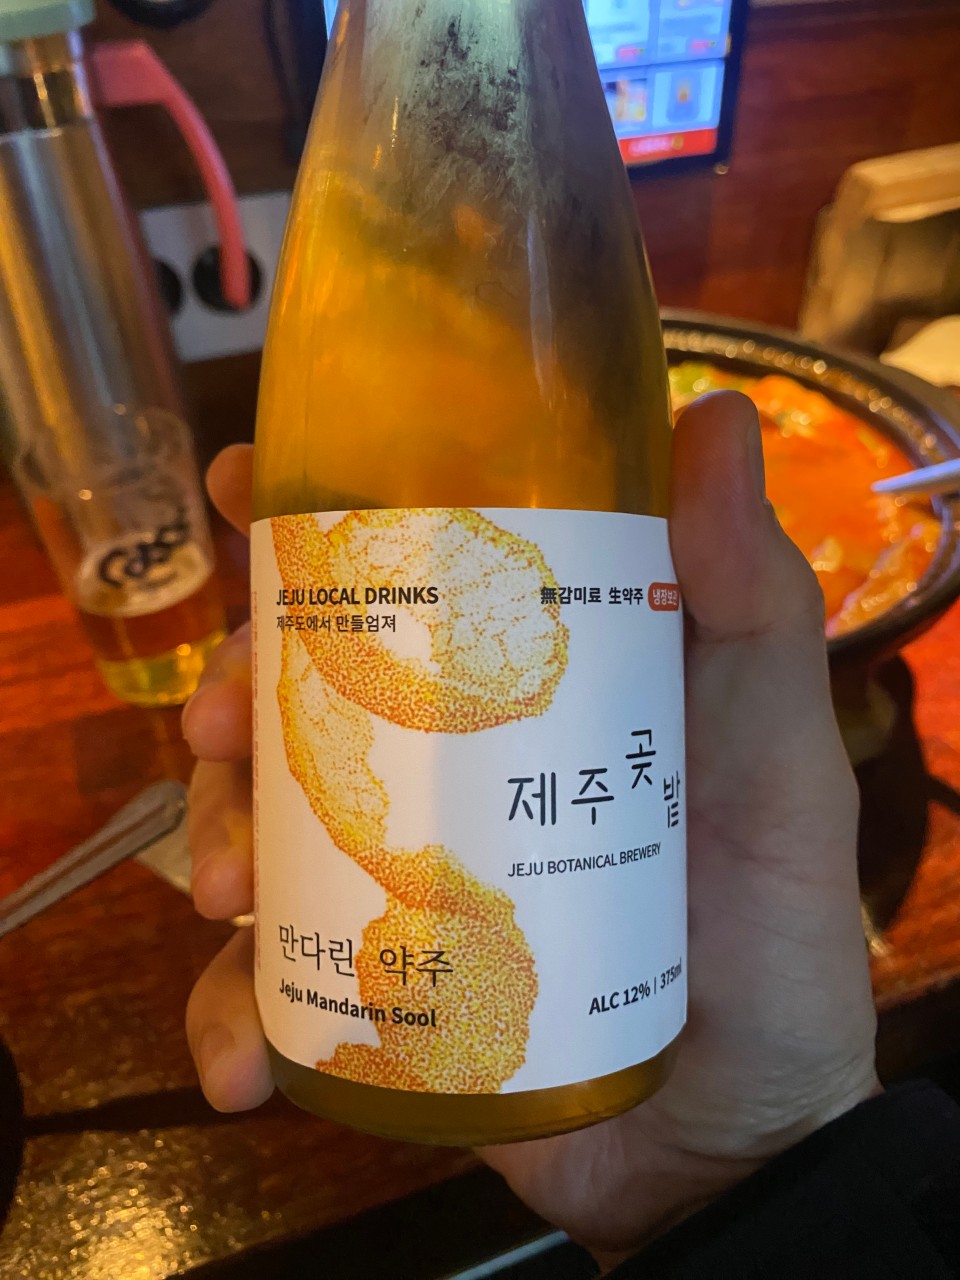 JEJU LOCAL DRINKS
제주도에서 만들엄져
無감미료 生약주 냉장보관
제주곶밭
JEJU BOTANICAL BREWERY
만다린 약주
Jeju Mandarin Sool
ALC 12% | 375ml